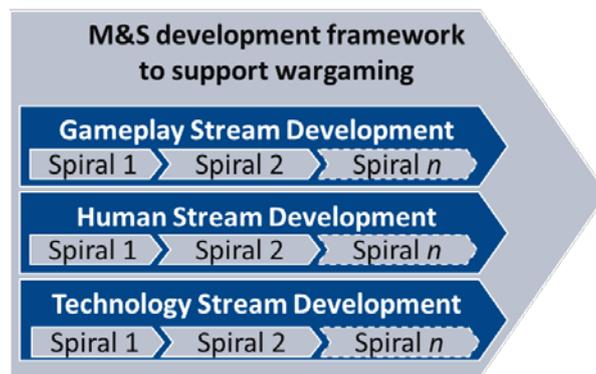 M&S development framework
to support wargaming
Gameplay Stream Development
Spiral 1 Spiral 2 Spiral n
Human Stream Development
Spiral 1 Spiral 2 Spiral n
Technology Stream Development
Spiral 1 Spiral 2 Spiral n